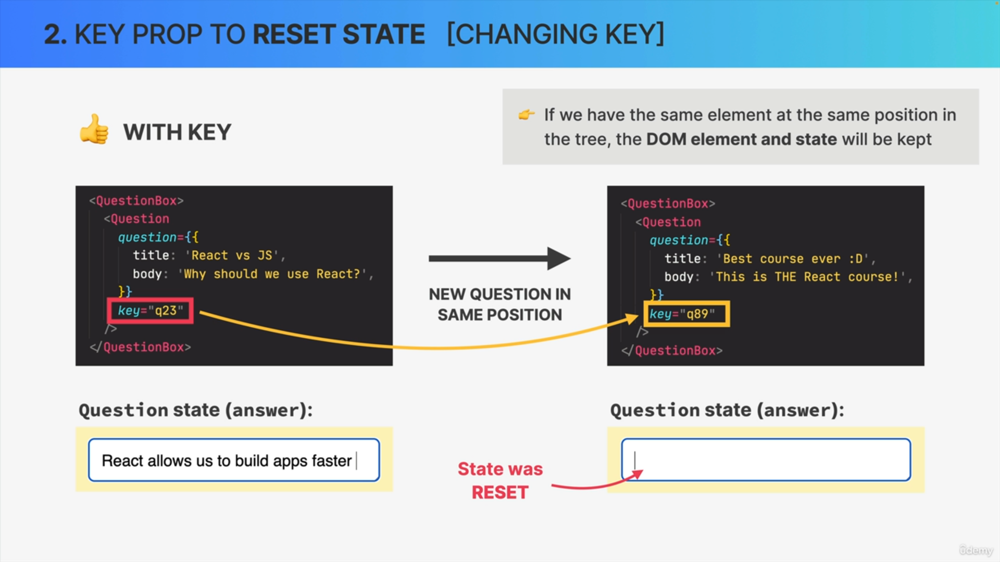 2. KEY PROP TO RESET STATE [CHANGING KEY]
WITH KEY
If we have the same element at the same position in
the tree, the DOM element and state will be kept
<QuestionBox>
<Question
question={{
title: 'React vs JS',
body: 'Why should we use React?',
}}
key="q23"
/>
</QuestionBox>
NEW QUESTION IN
SAME POSITION
<QuestionBox>
<Question
question={{
title: 'Best course ever :D',
body: 'This is THE React course!',
}}
key="q89"
/>
</QuestionBox>
Question state (answer):
React allows us to build apps faster
State was
RESET
Question state (answer):
ûdemy